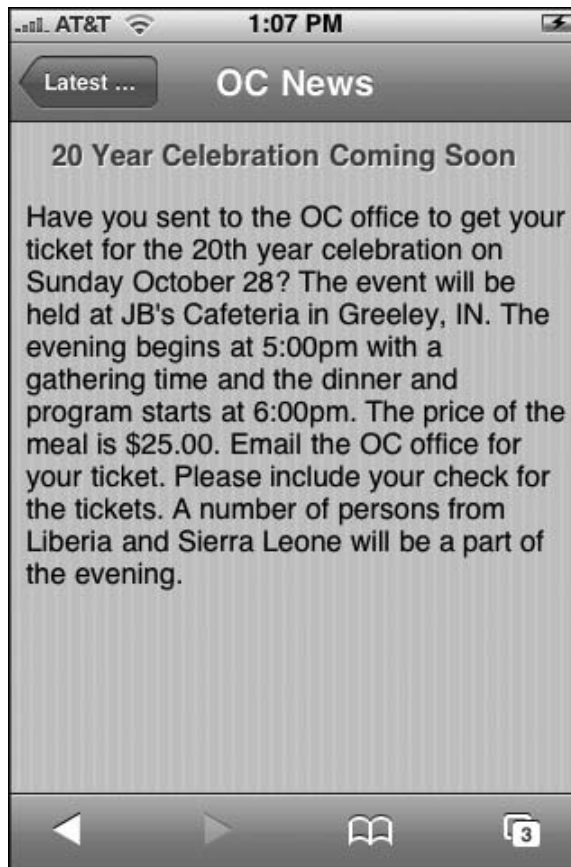 AT&T 1:07 PM
Latest ... OC News
20 Year Celebration Coming Soon
Have you sent to the OC office to get your
ticket for the 20th year celebration on
Sunday October 28? The event will be
held at JB's Cafeteria in Greeley, IN. The
evening begins at 5:00pm with a
gathering time and the dinner and
program starts at 6:00pm. The price of the
meal is $25.00. Email the OC office for
your ticket. Please include your check for
the tickets. A number of persons from
Liberia and Sierra Leone will be a part of
the evening.
3